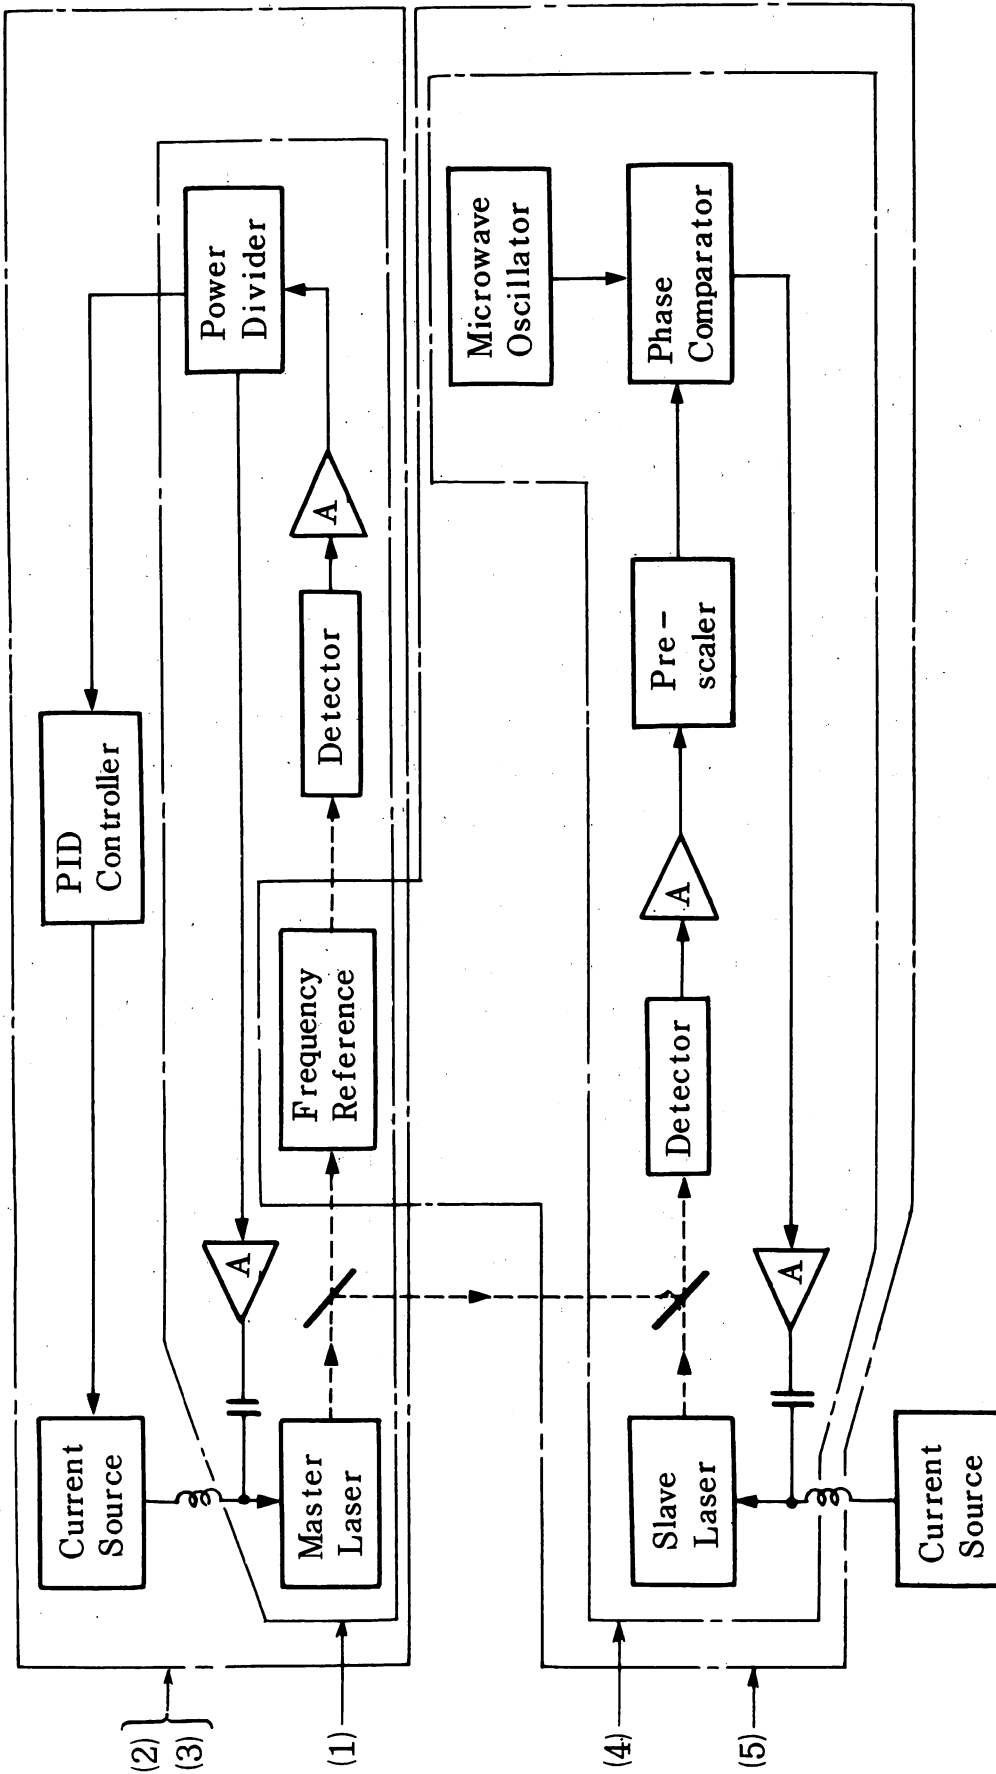 Current
Source
PID
Controller
Power
Divider
A
Master
Laser
Frequency
Reference
Detector
A
(2)
(3)
(1)
Microwave
Oscillator
Slave
Laser
Detector
A
Pre-
scaler
Phase
Comparator
A
Current
Source
(4)
(5)